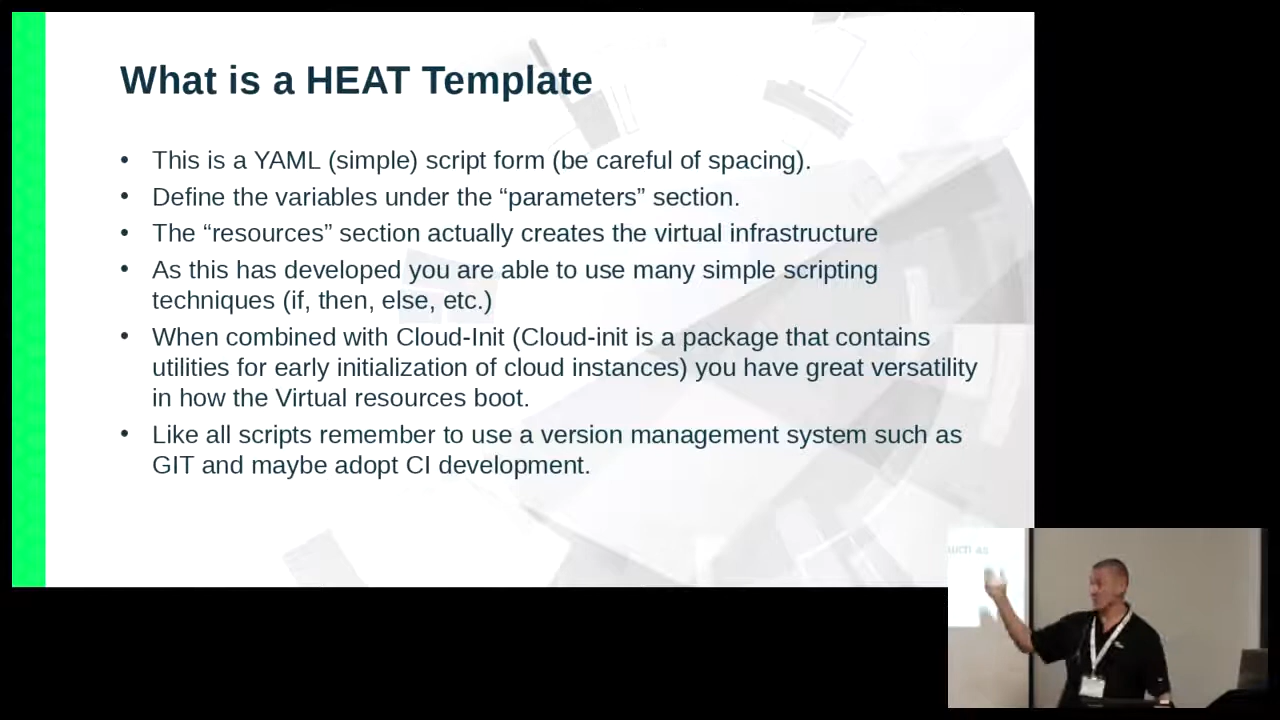 What is a HEAT Template
• This is a YAML (simple) script form (be careful of spacing).
• Define the variables under the “parameters” section.
• The “resources” section actually creates the virtual infrastructure
• As this has developed you are able to use many simple scripting
techniques (if, then, else, etc.)
• When combined with Cloud-Init (Cloud-init is a package that contains
utilities for early initialization of cloud instances) you have great versatility
in how the Virtual resources boot.
• Like all scripts remember to use a version management system such as
GIT and maybe adopt CI development.
such as